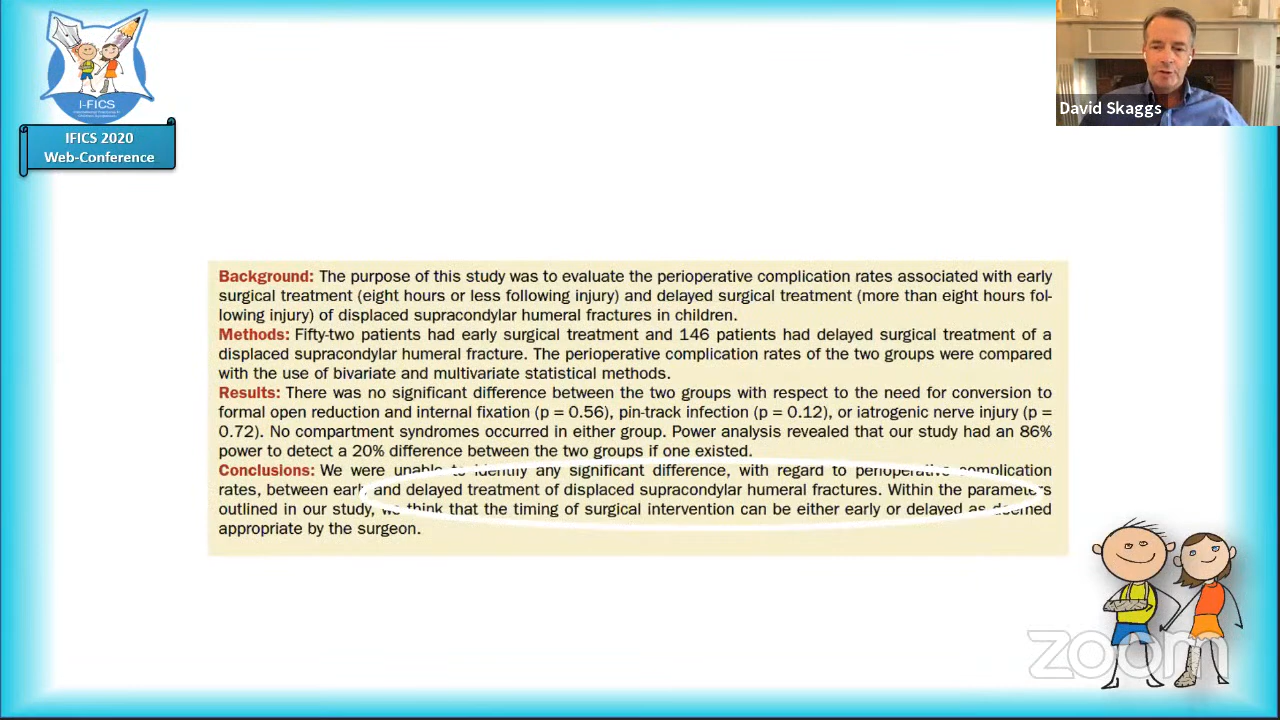 I-FICS
IFICS 2020
Web-Conference
David Skaggs
Background: The purpose of this study was to evaluate the perioperative complication rates associated with early
surgical treatment (eight hours or less following injury) and delayed surgical treatment (more than eight hours fol-
lowing injury) of displaced supracondylar humeral fractures in children.
Methods: Fifty-two patients had early surgical treatment and 146 patients had delayed surgical treatment of a
displaced supracondylar humeral fracture. The perioperative complication rates of the two groups were compared
with the use of bivariate and multivariate statistical methods.
Results: There was no significant difference between the two groups with respect to the need for conversion to
formal open reduction and internal fixation (p = 0.56), pin-track infection (p = 0.12), or iatrogenic nerve injury (p =
0.72). No compartment syndromes occurred in either group. Power analysis revealed that our study had an 86%
power to detect a 20% difference between the two groups if one existed.
Conclusions: We were unable to identify any significant difference, with regard to perioperative complication
rates, between early and delayed treatment of displaced supracondylar humeral fractures. Within the parameters
outlined in our study, we think that the timing of surgical intervention can be either early or delayed as deemed
appropriate by the surgeon.
zoom